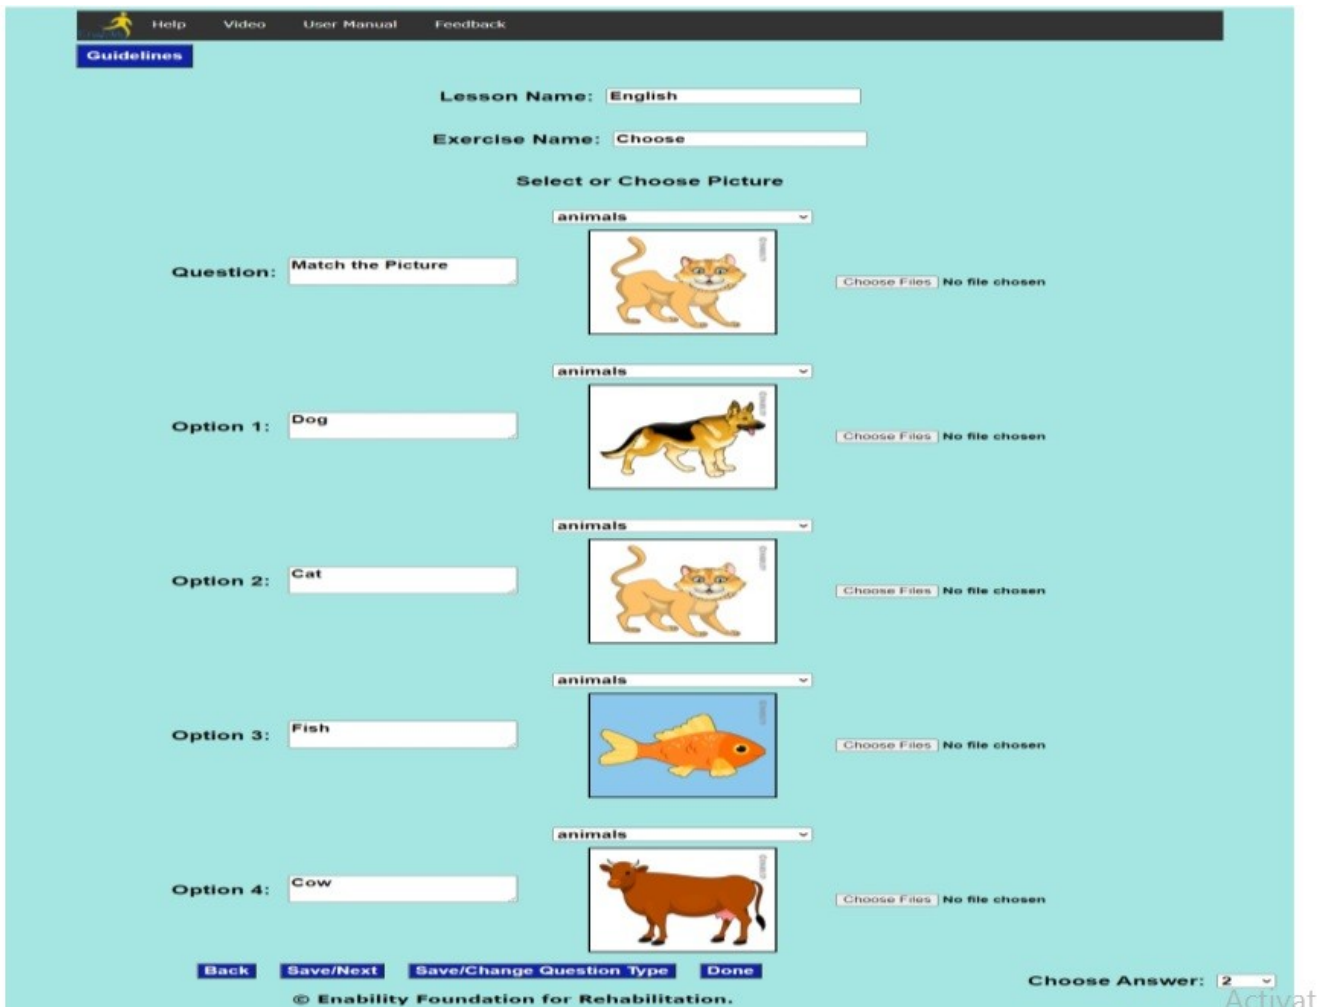 Help Video User Manual Feedback
Guidelines
Lesson Name: English
Exercise Name: Choose
Select or Choose Picture
animals
Question: Match the Picture
Choose Files No file chosen
animals
Option 1: Dog
Choose Files No file chosen
animals
Option 2: Cat
Choose Files No file chosen
animals
Option 3: Fish
Choose Files No file chosen
animals
Option 4: Cow
Choose Files No file chosen
Back Save/Next Save/Change Question Type Done
Choose Answer: 2
© Enability Foundation for Rehabilitation.
Activat